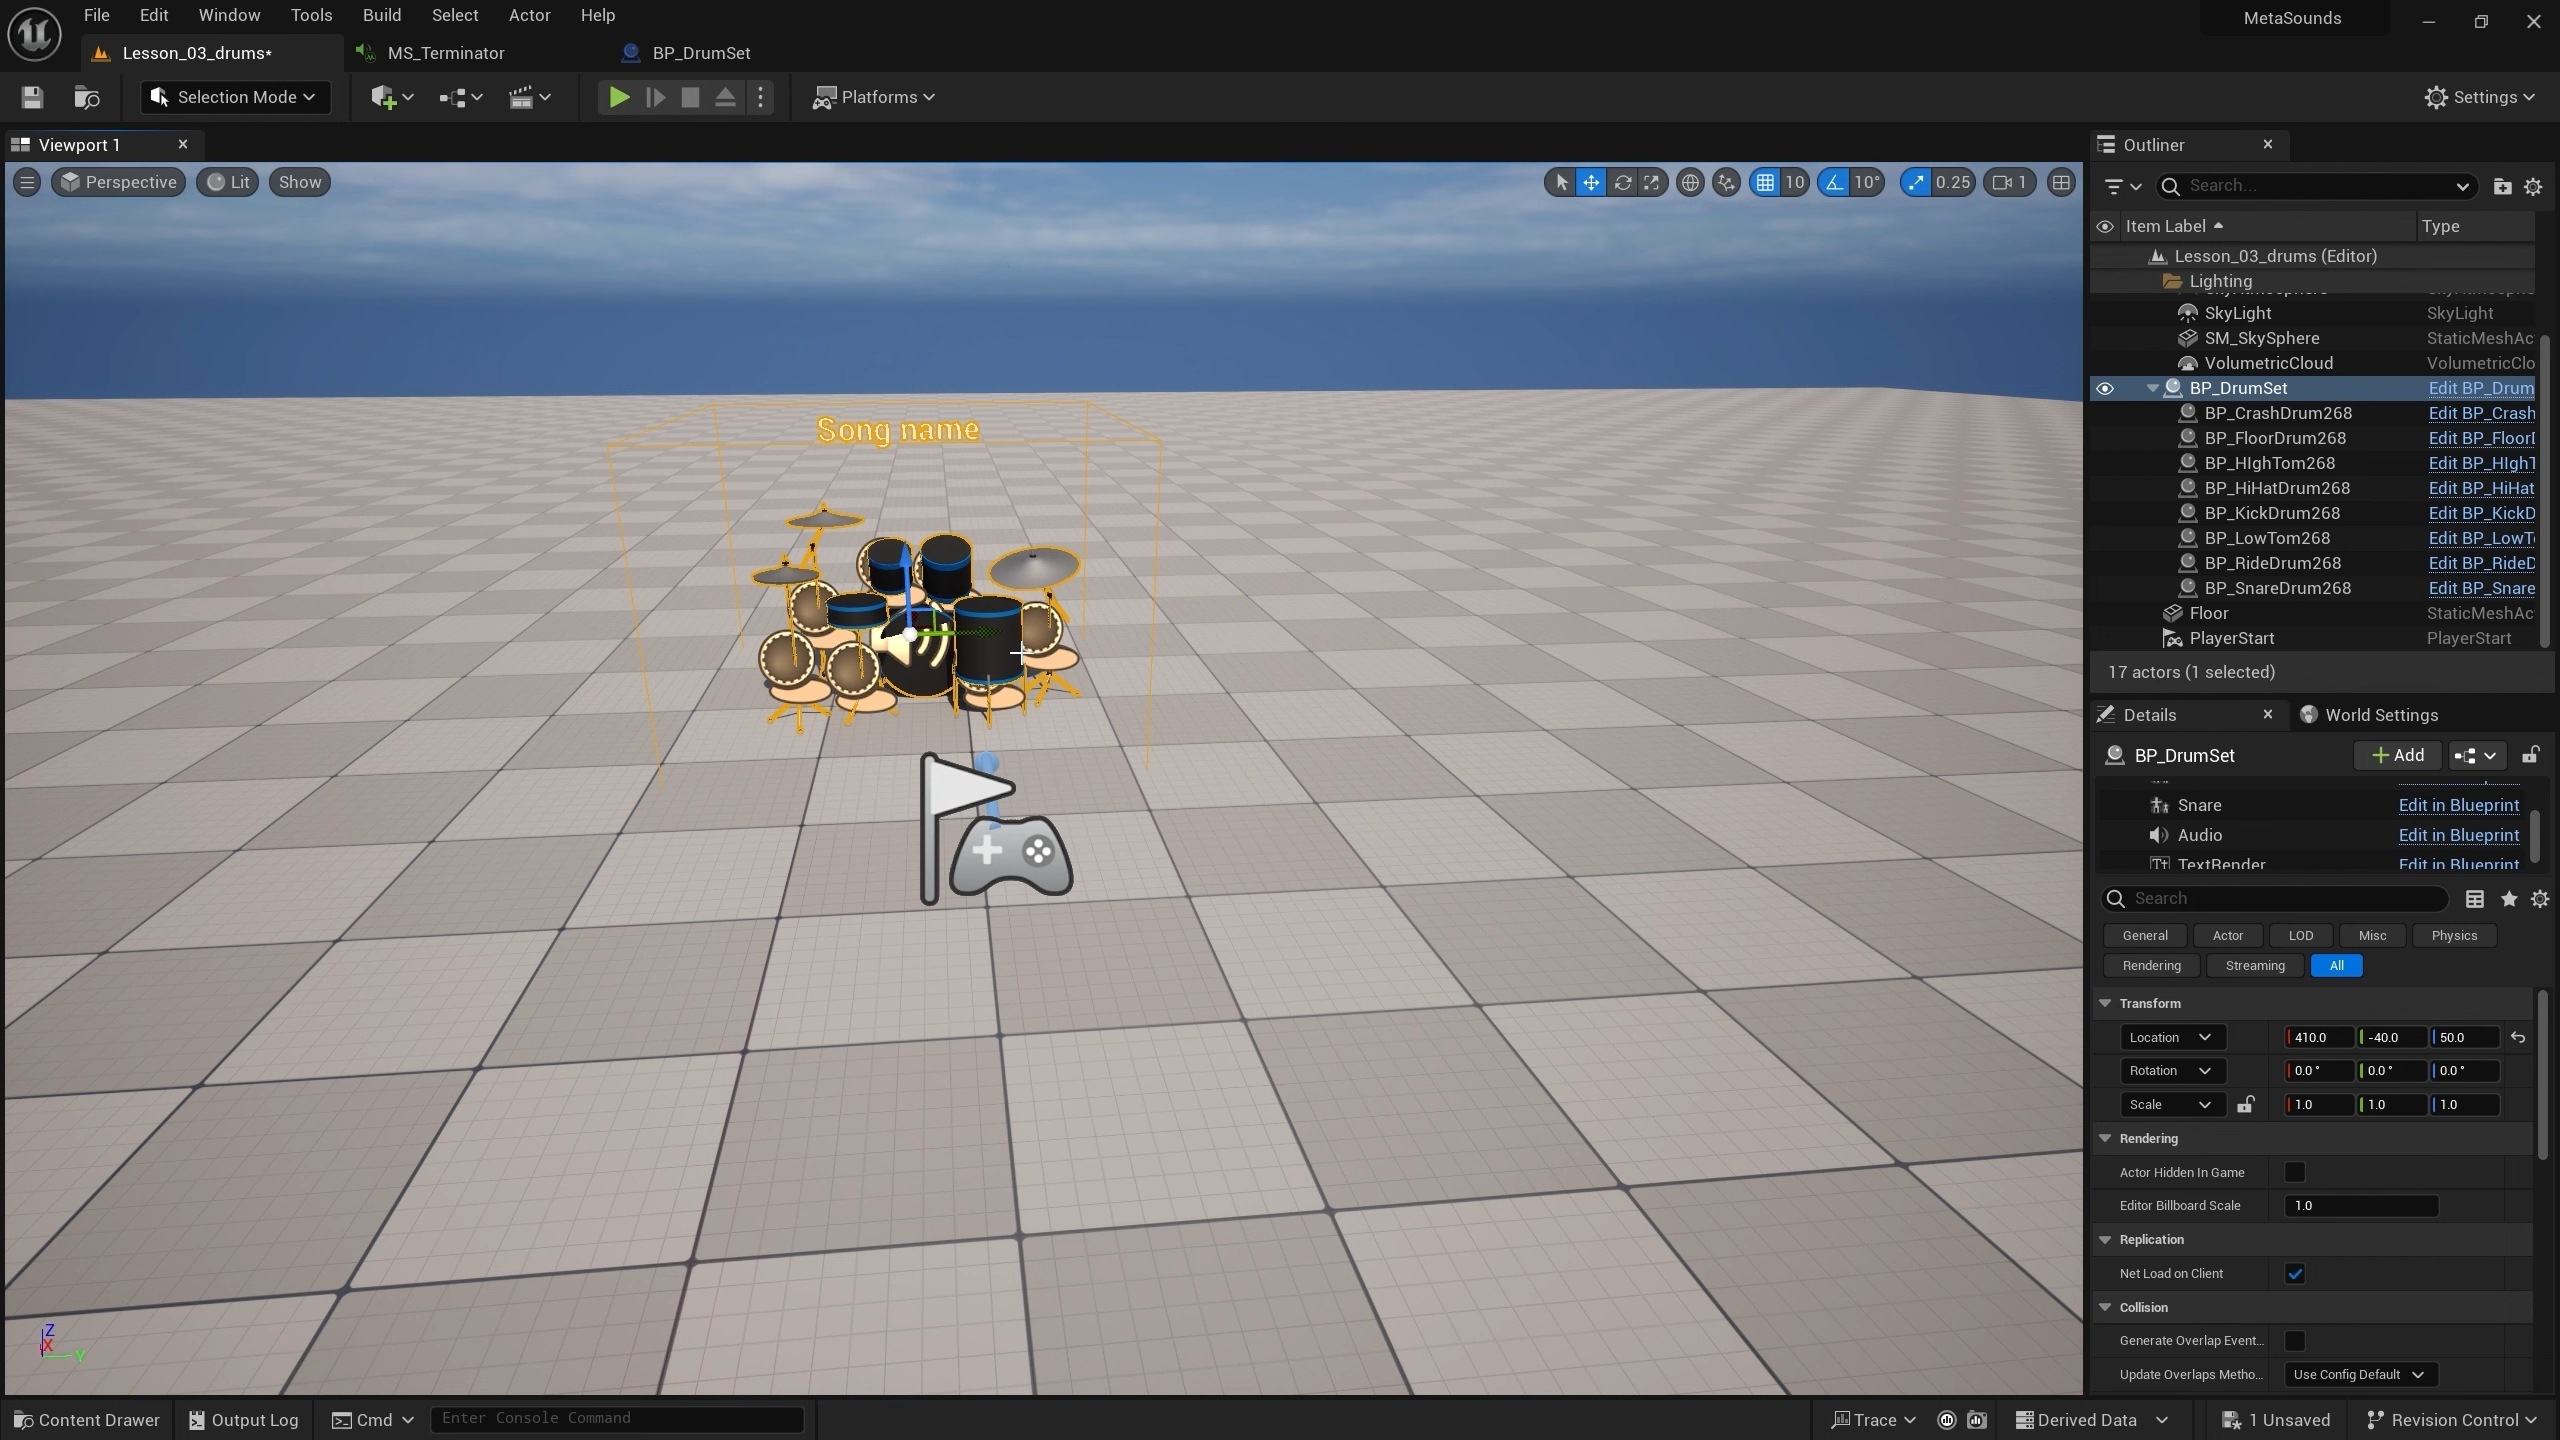 File Edit Window Tools Build Select Actor Help
MetaSounds
Lesson_03_drums* MS_Terminator BP_DrumSet
Selection Mode Platforms Settings
Viewport 1
Perspective Lit Show 10 10° 0.25 1
Song name
Z
X
Y
Outliner
Search...
Item Label Type
Lesson_03_drums (Editor)
Lighting
SkyLight SkyLight
SM_SkySphere StaticMeshAc
VolumetricCloud VolumetricClo
BP_DrumSet Edit BP_Drum
BP_CrashDrum268 Edit BP_Crash
BP_FloorDrum268 Edit BP_Floor
BP_HIghTom268 Edit BP_HIghT
BP_HiHatDrum268 Edit BP_HiHat
BP_KickDrum268 Edit BP_KickD
BP_LowTom268 Edit BP_LowT
BP_RideDrum268 Edit BP_RideD
BP_SnareDrum268 Edit BP_Snare
Floor StaticMeshAc
PlayerStart PlayerStart
17 actors (1 selected)
Details World Settings
BP_DrumSet Add
Snare Edit in Blueprint
Audio Edit in Blueprint
TextRender Edit in Blueprint
Search
General Actor LOD Misc Physics
Rendering Streaming All
Transform
Location 410.0 -40.0 50.0
Rotation 0.0° 0.0° 0.0°
Scale 1.0 1.0 1.0
Rendering
Actor Hidden In Game
Editor Billboard Scale 1.0
Replication
Net Load on Client
Collision
Generate Overlap Event...
Update Overlaps Metho... Use Config Default
Content Drawer Output Log Cmd Enter Console Command Trace Derived Data 1 Unsaved Revision Control